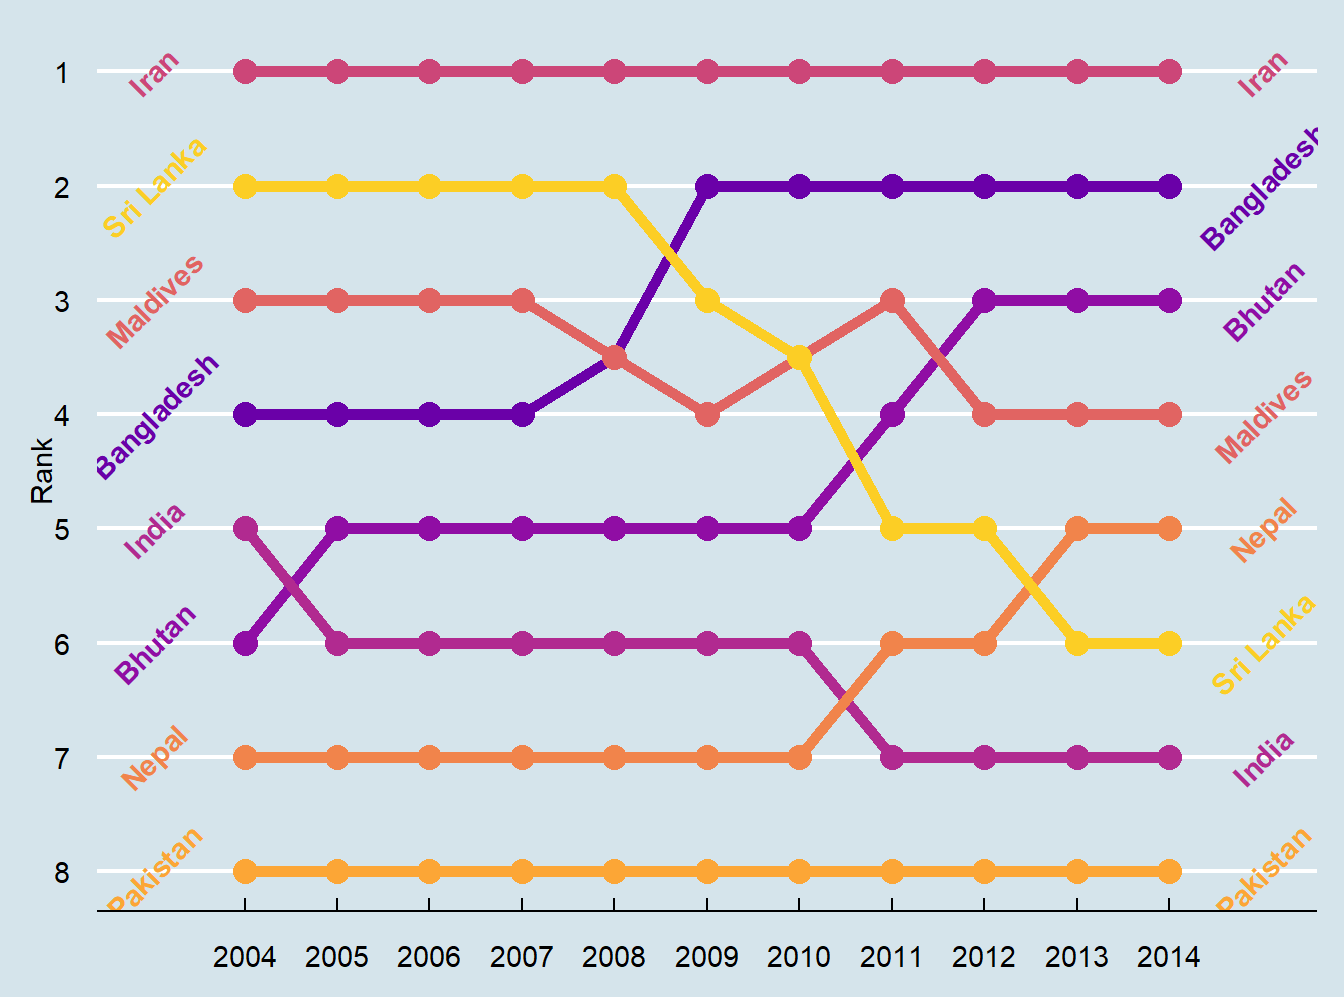 1
Iran
Iran
2
Sri Lanka
Bangladesh
3
Maldives
Bhutan
4
Bangladesh
Maldives
Rank
5
India
Nepal
6
Bhutan
Sri Lanka
7
Nepal
India
8
Pakistan
Pakistan
2004 2005 2006 2007 2008 2009 2010 2011 2012 2013 2014